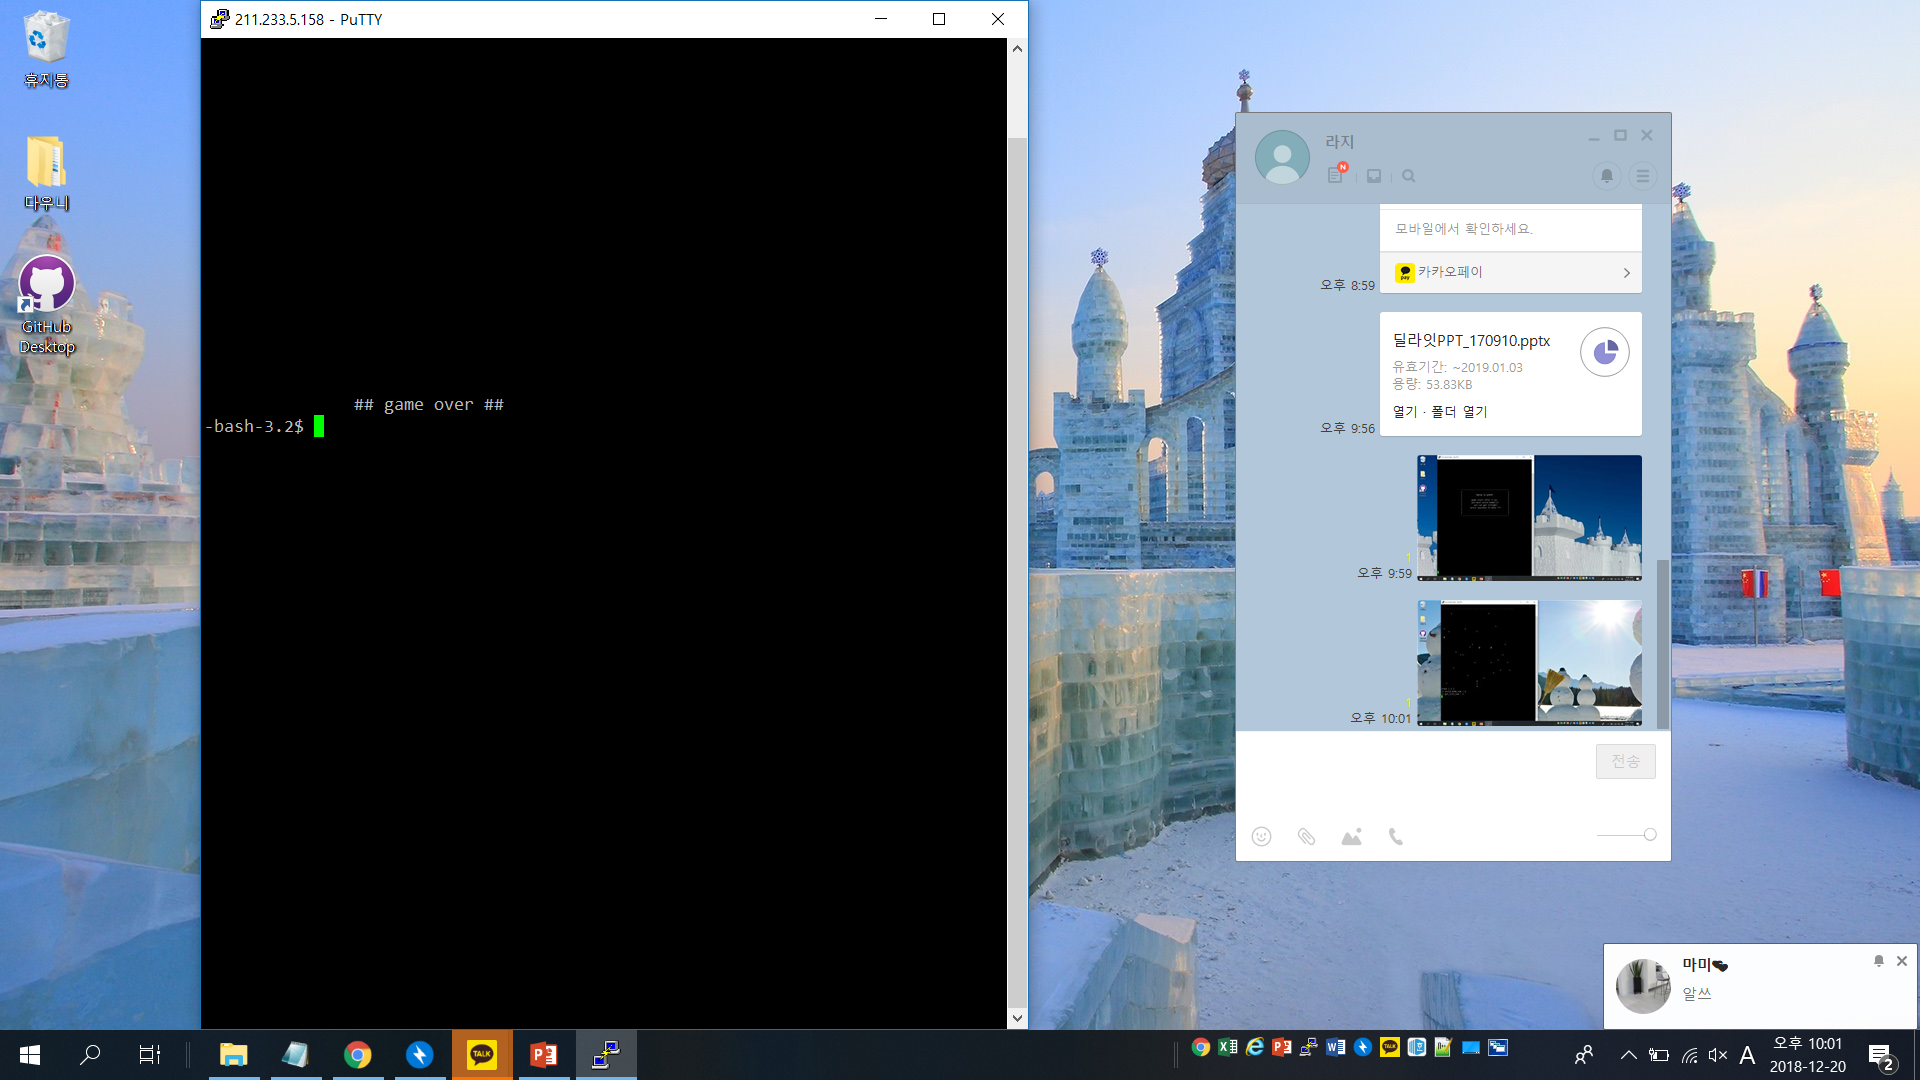 휴지통
다우니
GitHub
Desktop
211.233.5.158 - PuTTY
## game over ##
-bash-3.2$
라지
N
모바일에서 확인하세요.
pay 카카오페이
오후 8:59
딜라잇PPT_170910.pptx
유효기간: ~2019.01.03
용량: 53.83KB
열기 · 폴더 열기
오후 9:56
1
오후 9:59
1
오후 10:01
전송
마미
알쓰
TALK
A
오후 10:01
2018-12-20
2